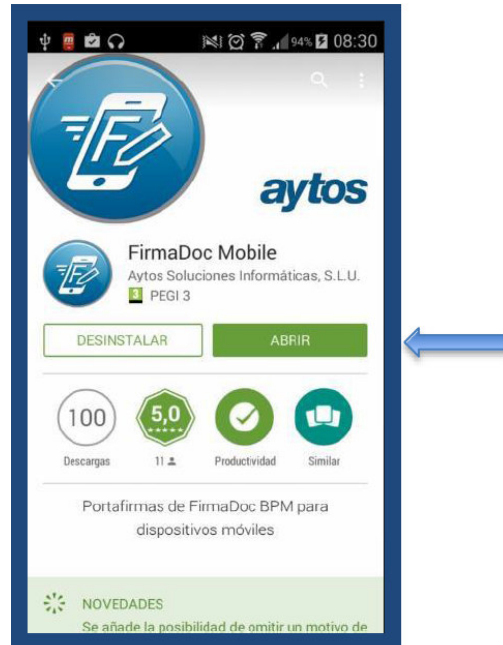 94% 08:30
F
aytos
FirmaDoc Mobile
Aytos Soluciones Informáticas, S.L.U.
3 PEGI 3
DESINSTALAR ABRIR
100 5,0
Descargas 11 Productividad Similar
Portafirmas de FirmaDoc BPM para
dispositivos móviles
NOVEDADES
Se añade la posibilidad de omitir un motivo de